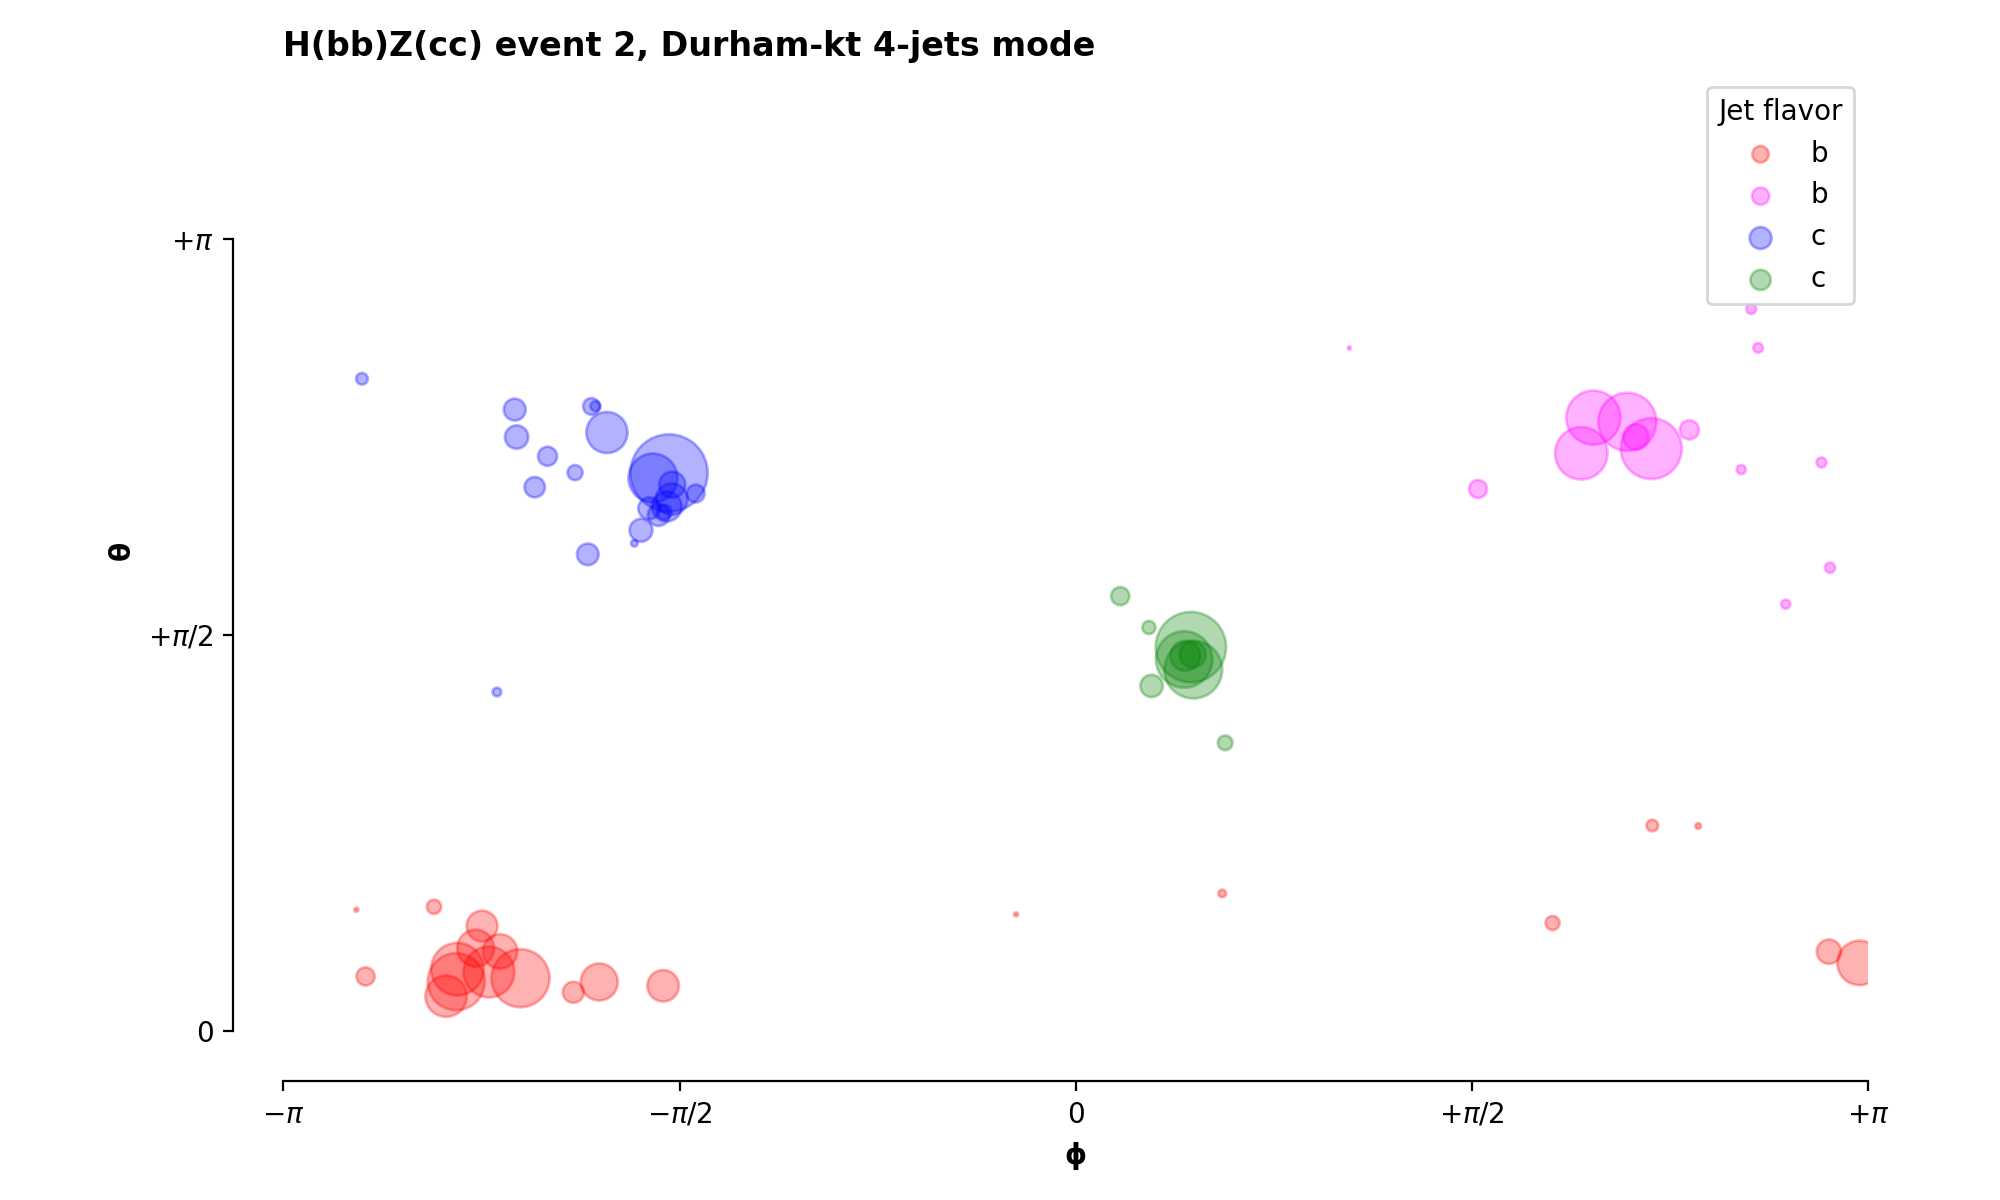 H(bb)Z(cc) event 2, Durham-kt 4-jets mode
Jet flavor
b
b
c
c
+π
+π/2
0
θ
−π
−π/2
0
+π/2
+π
ϕ